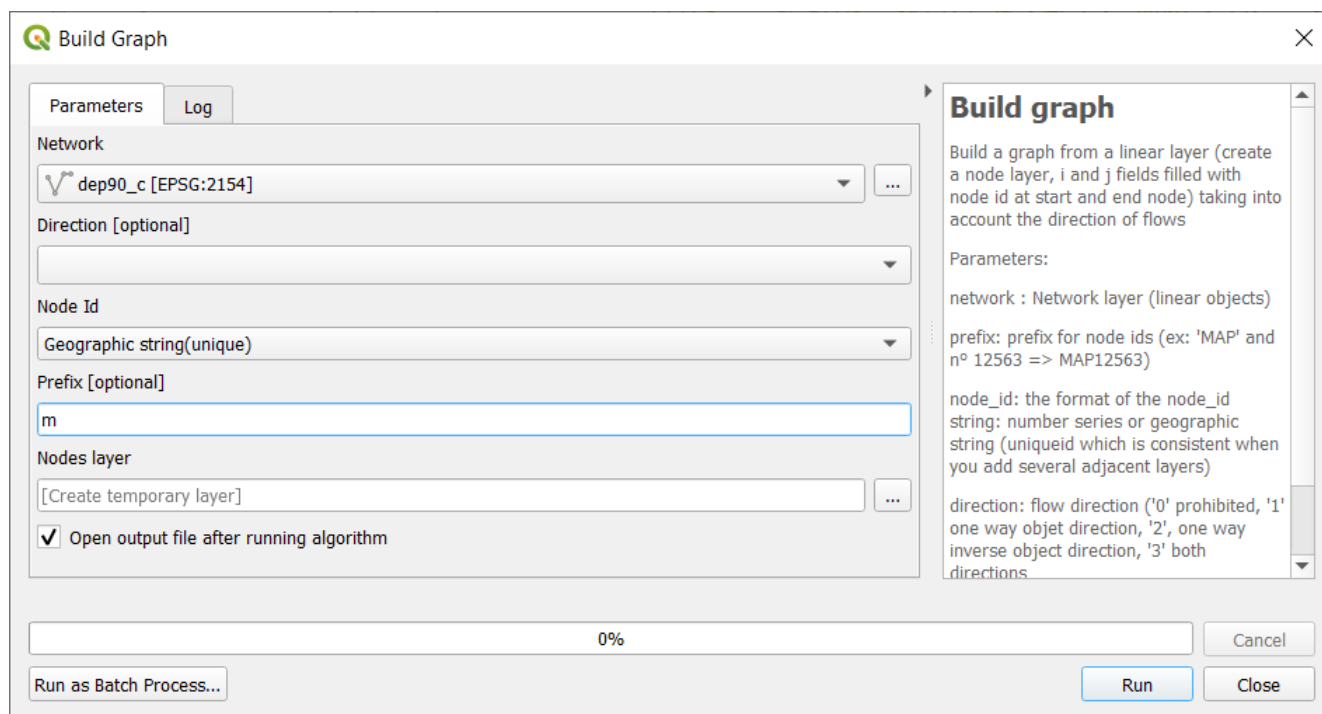 Build Graph
Parameters
Log
Network
dep90_c [EPSG:2154]
...
Direction [optional]
Node Id
Geographic string(unique)
Prefix [optional]
m
Nodes layer
[Create temporary layer]
...
Open output file after running algorithm
Build graph
Build a graph from a linear layer (create
a node layer, i and j fields filled with
node id at start and end node) taking into
account the direction of flows
Parameters:
network : Network layer (linear objects)
prefix: prefix for node ids (ex: 'MAP' and
n° 12563 => MAP12563)
node_id: the format of the node_id
string: number series or geographic
string (uniqueid which is consistent when
you add several adjacent layers)
direction: flow direction ('0' prohibited, '1'
one way objet direction, '2', one way
inverse object direction, '3' both
directions
0%
Cancel
Run as Batch Process...
Run
Close